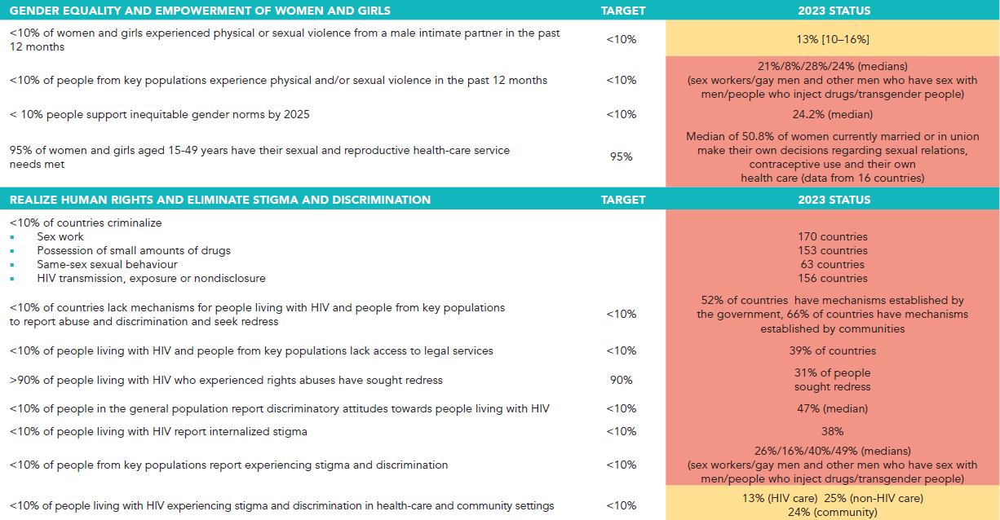 GENDER EQUALITY AND EMPOWERMENT OF WOMEN AND GIRLS TARGET 2023 STATUS
<10% of women and girls experienced physical or sexual violence from a male intimate partner in the past
12 months
<10%
13% [10–16%]
<10% of people from key populations experience physical and/or sexual violence in the past 12 months
<10%
21%/8%/28%/24% (medians)
(sex workers/gay men and other men who have sex with
men/people who inject drugs/transgender people)
< 10% people support inequitable gender norms by 2025
<10%
24.2% (median)
95% of women and girls aged 15-49 years have their sexual and reproductive health-care service
needs met
95%
Median of 50.8% of women currently married or in union
make their own decisions regarding sexual relations,
contraceptive use and their own
health care (data from 16 countries)
REALIZE HUMAN RIGHTS AND ELIMINATE STIGMA AND DISCRIMINATION TARGET 2023 STATUS
<10% of countries criminalize
▪ Sex work 170 countries
▪ Possession of small amounts of drugs 153 countries
▪ Same-sex sexual behaviour 63 countries
▪ HIV transmission, exposure or nondisclosure 156 countries
<10% of countries lack mechanisms for people living with HIV and people from key populations
to report abuse and discrimination and seek redress
<10%
52% of countries have mechanisms established by
the government, 66% of countries have mechanisms
established by communities
<10% of people living with HIV and people from key populations lack access to legal services
<10%
39% of countries
>90% of people living with HIV who experienced rights abuses have sought redress
90%
31% of people
sought redress
<10% of people in the general population report discriminatory attitudes towards people living with HIV
<10%
47% (median)
<10% of people living with HIV report internalized stigma
<10%
38%
<10% of people from key populations report experiencing stigma and discrimination
<10%
26%/16%/40%/49% (medians)
(sex workers/gay men and other men who have sex with
men/people who inject drugs/transgender people)
<10% of people living with HIV experiencing stigma and discrimination in health-care and community settings
<10%
13% (HIV care) 25% (non-HIV care)
24% (community)